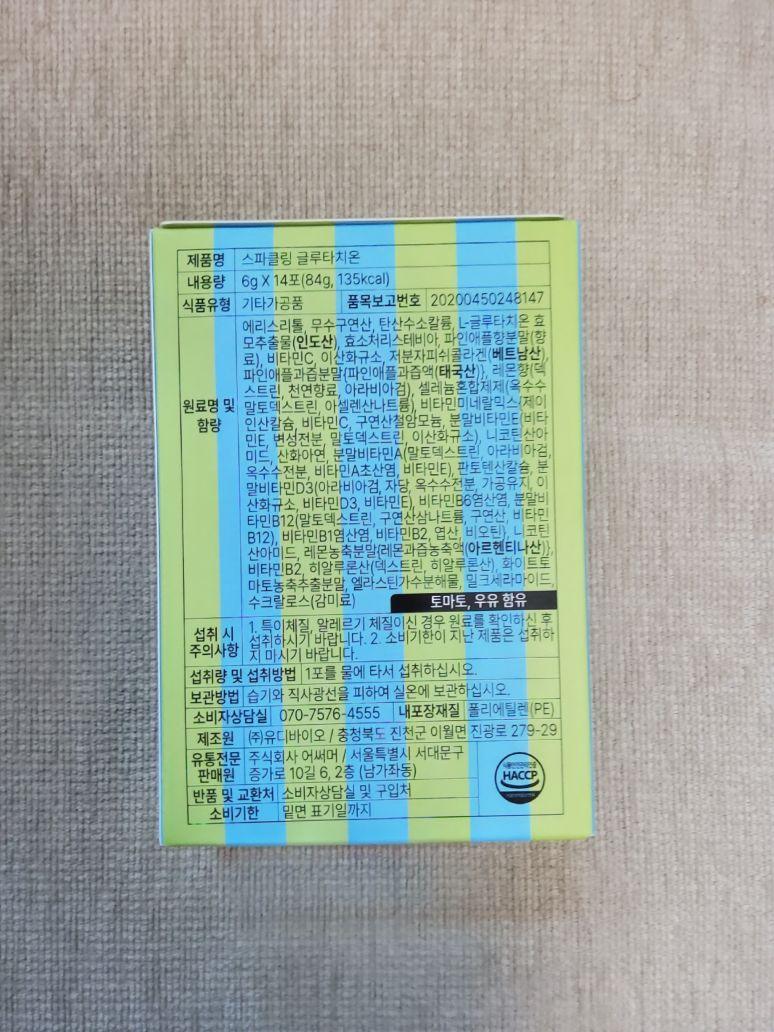 제품명 스파클링 글루타치온
내용량 6g X 14포(84g, 135kcal)
식품유형 기타가공품 품목보고번호 20200450248147
원료명 및 함량
에리스리톨, 무수구연산, 탄산수소칼륨, L-글루타치온 효
모추출물(인도산), 효소처리스테비아, 파인애플향분말(향
료), 비타민C, 이산화규소, 저분자피쉬콜라겐(베트남산),
파인애플과즙분말{파인애플과즙액(태국산)}, 레몬향(덱
스트린, 천연향료, 아라비아검), 셀레늄혼합제제(옥수수
말토덱스트린, 아셀렌산나트륨), 비타민미네랄믹스{제이
인산칼슘, 비타민C, 구연산철암모늄, 분말비타민E(비타
민E, 변성전분, 말토덱스트린, 이산화규소), 니코틴산아
미드, 산화아연, 분말비타민A(말토덱스트린, 아라비아검,
옥수수전분, 비타민A초산염, 비타민E), 판토텐산칼슘, 분
말비타민D3(아라비아검, 자당, 옥수수전분, 가공유지, 이
산화규소, 비타민D3, 비타민E), 비타민B6염산염, 분말비
타민B12(말토덱스트린, 구연산삼나트륨, 구연산, 비타민
B12), 비타민B1염산염, 비타민B2, 엽산, 비오틴}, 니코틴
산아미드, 레몬농축분말{레몬과즙농축액(아르헨티나산)},
비타민B2, 히알루론산(덱스트린, 히알루론산), 화이트토
마토농축추출분말, 엘라스틴가수분해물, 밀크세라마이드,
수크랄로스(감미료)
토마토, 우유 함유
섭취 시 주의사항
1. 특이체질, 알레르기 체질이신 경우 원료를 확인하신 후
섭취하시기 바랍니다. 2. 소비기한이 지난 제품은 섭취하
지 마시기 바랍니다.
섭취량 및 섭취방법 1포를 물에 타서 섭취하십시오.
보관방법 습기와 직사광선을 피하여 실온에 보관하십시오.
소비자상담실 070-7576-4555 내포장재질 폴리에틸렌(PE)
제조원 (주)유디바이오 / 충청북도 진천군 이월면 진광로 279-29
유통전문 주식회사 어써머 / 서울특별시 서대문구
판매원 증가로 10길 6, 2층 (남가좌동)
반품 및 교환처 소비자상담실 및 구입처
소비기한 밑면 표기일까지
HACCP